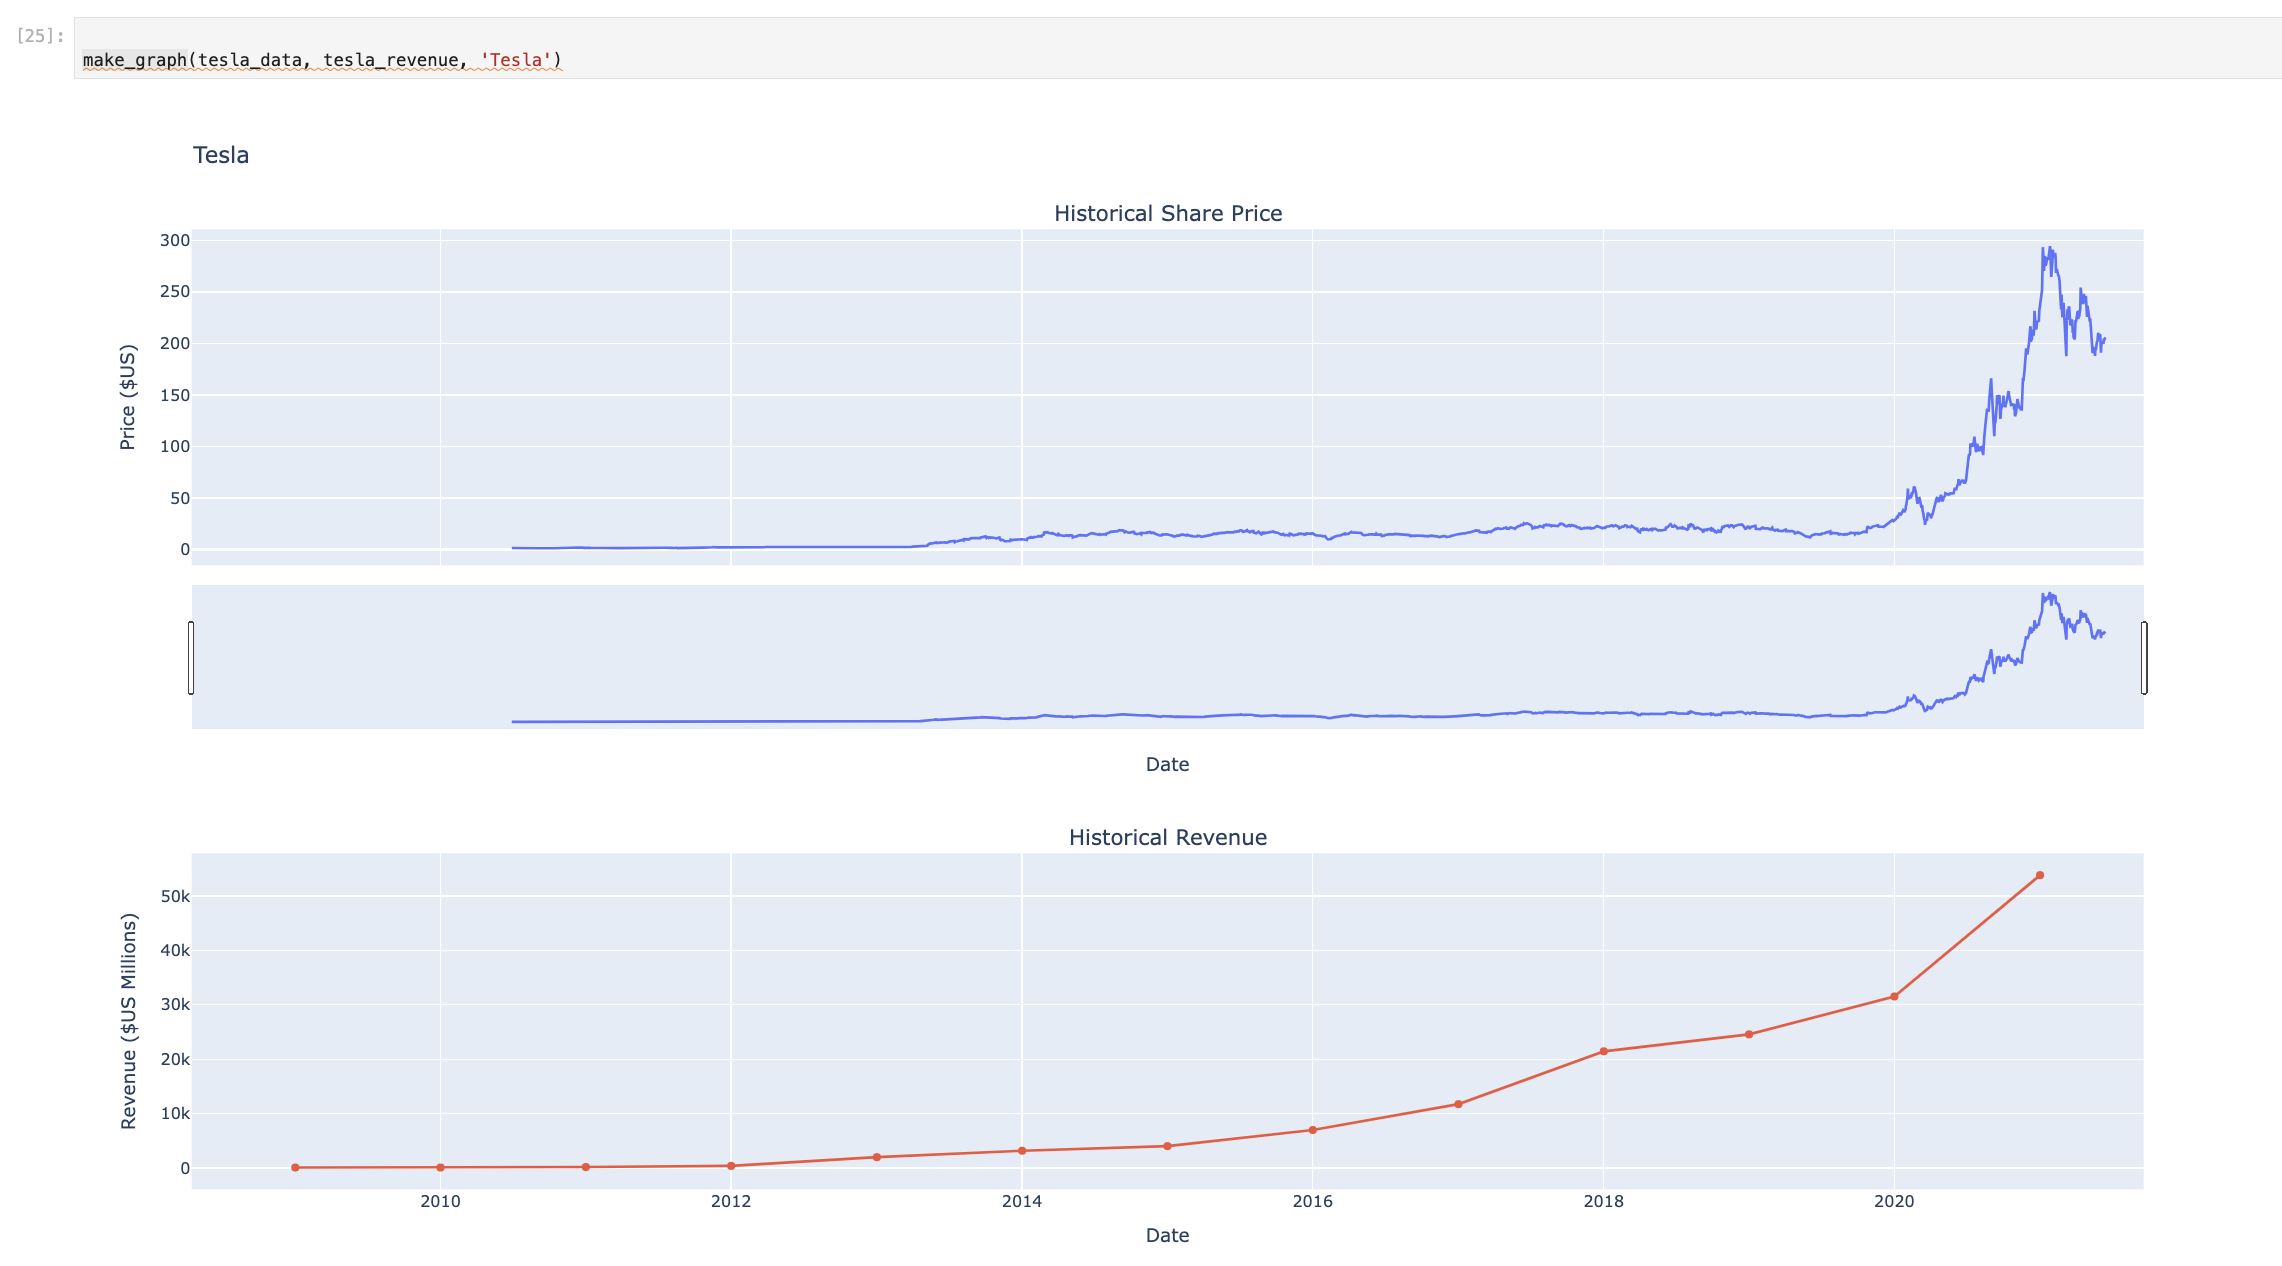 [25]:
make_graph(tesla_data, tesla_revenue, 'Tesla')
Tesla
Historical Share Price
300
250
200
150
100
50
0
Price ($US)
Date
Historical Revenue
50k
40k
30k
20k
10k
0
Revenue ($US Millions)
2010 2012 2014 2016 2018 2020
Date